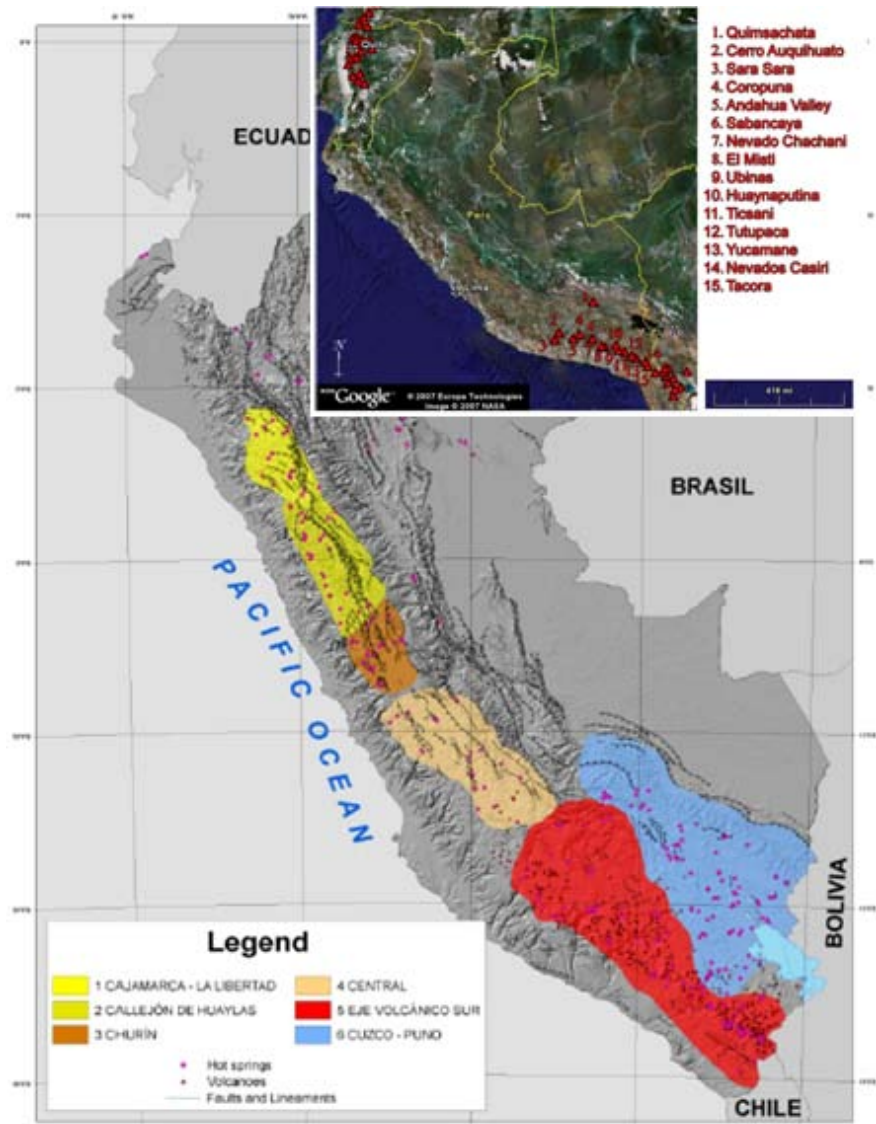 1. Quimsachata
2. Cerro Auquihuato
3. Sara Sara
4. Coropuna
5. Andahua Valley
6. Sabancaya
7. Nevado Chachani
8. El Misti
9. Ubinas
10. Huaynaputina
11. Ticsani
12. Tutupaca
13. Yucamane
14. Nevados Casiri
15. Tacora
ECUAD
Peru
Lima
N
Google
© 2007 Europa Technologies
Image © 2007 NASA
BRASIL
PACIFIC OCEAN
BOLIVIA
CHILE
Legend
1 CAJAMARCA - LA LIBERTAD
2 CALLEJÓN DE HUAYLAS
3 CHURÍN
4 CENTRAL
5 EJE VOLCÁNICO SUR
6 CUZCO - PUNO
Hot springs
Volcanoes
Faults and Lineaments